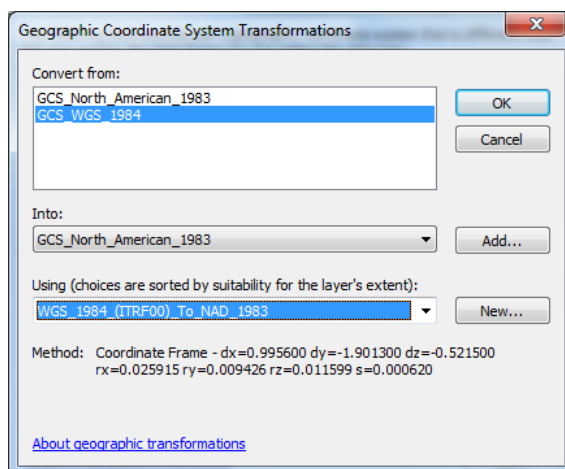 Geographic Coordinate System Transformations
Convert from:
GCS_North_American_1983
GCS_WGS_1984
OK
Cancel
Into:
GCS_North_American_1983
Add...
Using (choices are sorted by suitability for the layer's extent):
WGS_1984_(ITRF00)_To_NAD_1983
New...
Method: Coordinate Frame - dx=0.995600 dy=-1.901300 dz=-0.521500
rx=0.025915 ry=0.009426 rz=0.011599 s=0.000620
About geographic transformations